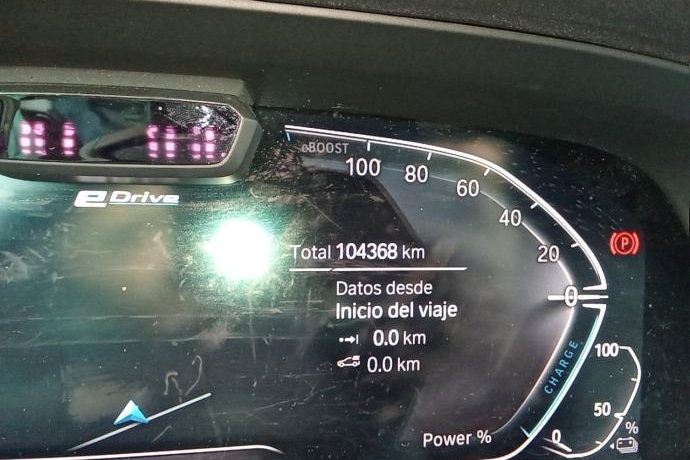 eBOOST
100
80
60
40
20
0
eDrive
Total 104368 km
Datos desde
Inicio del viaje
0.0 km
0.0 km
CHARGE
Power %
P
100
50
%
0